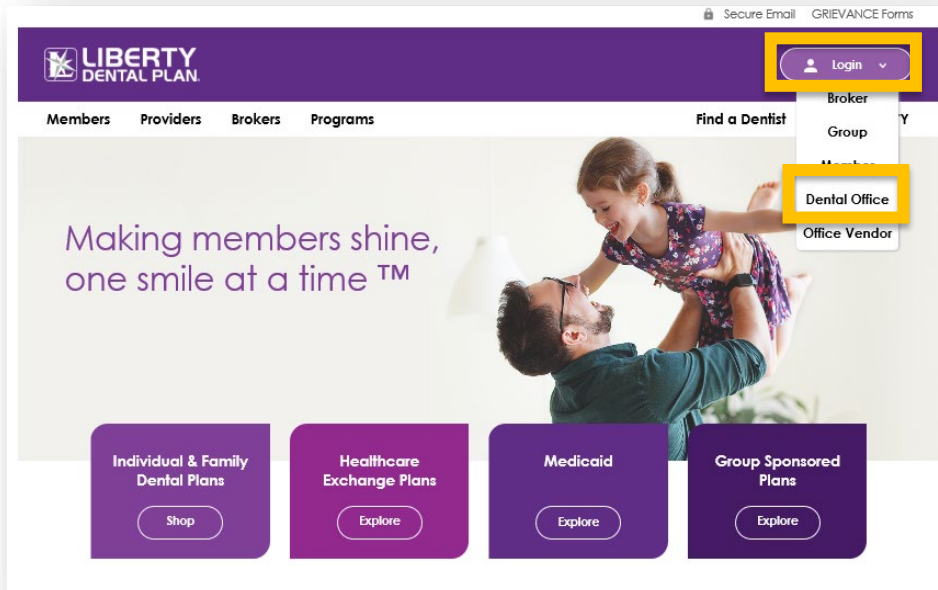 Secure Email GRIEVANCE Forms
LIBERTY
DENTAL PLAN.
Login
Broker
Members Providers Brokers Programs Find a Dentist
Group
Member
Dental Office
Office Vendor
Making members shine,
one smile at a time ™
Individual & Family
Dental Plans
Shop
Healthcare
Exchange Plans
Explore
Medicaid
Explore
Group Sponsored
Plans
Explore